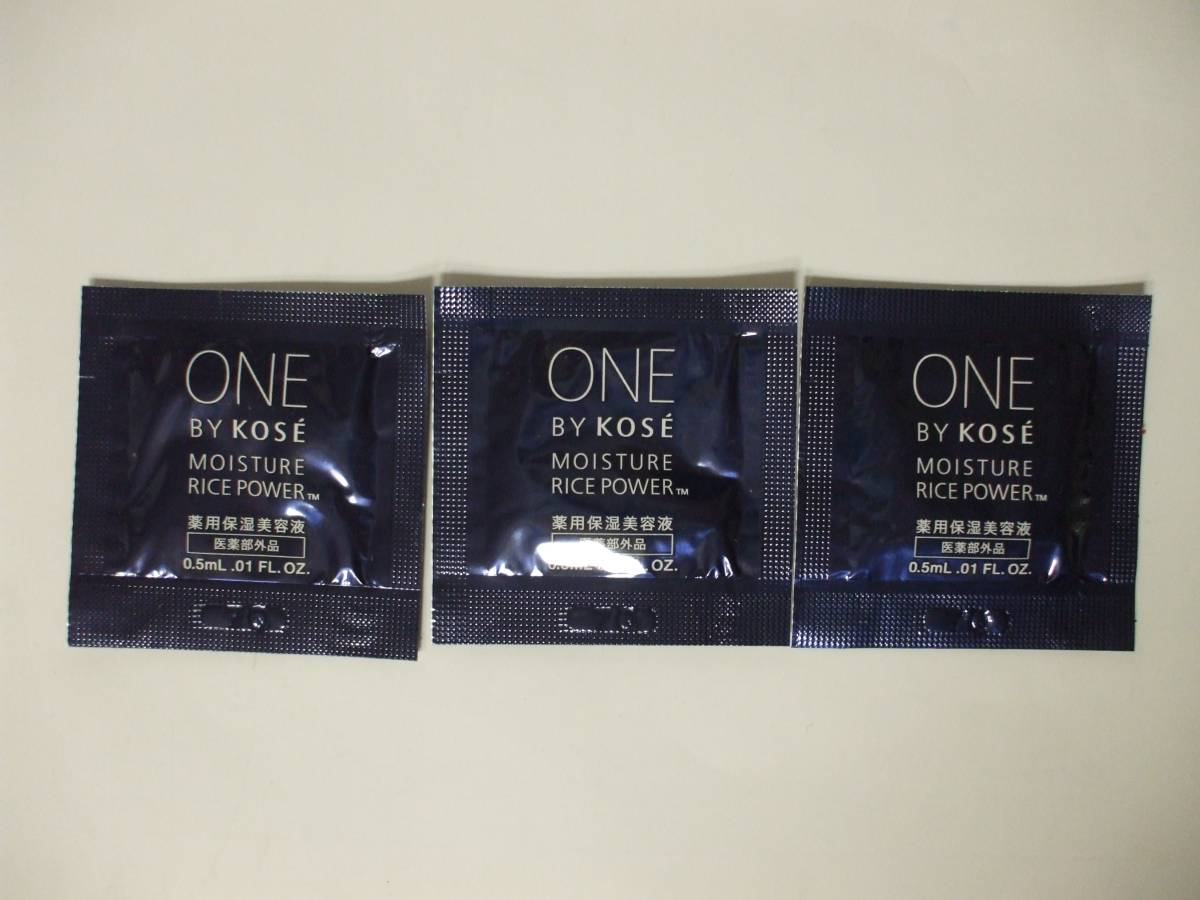 ONE
BY KOSÉ
MOISTURE
RICE POWER™
薬用保湿美容液
医薬部外品
0.5mL .01 FL. OZ.
ONE
BY KOSÉ
MOISTURE
RICE POWER™
薬用保湿美容液
医薬部外品
FL. OZ.
ONE
BY KOSÉ
MOISTURE
RICE POWER™
薬用保湿美容液
医薬部外品
0.5mL .01 FL. OZ.